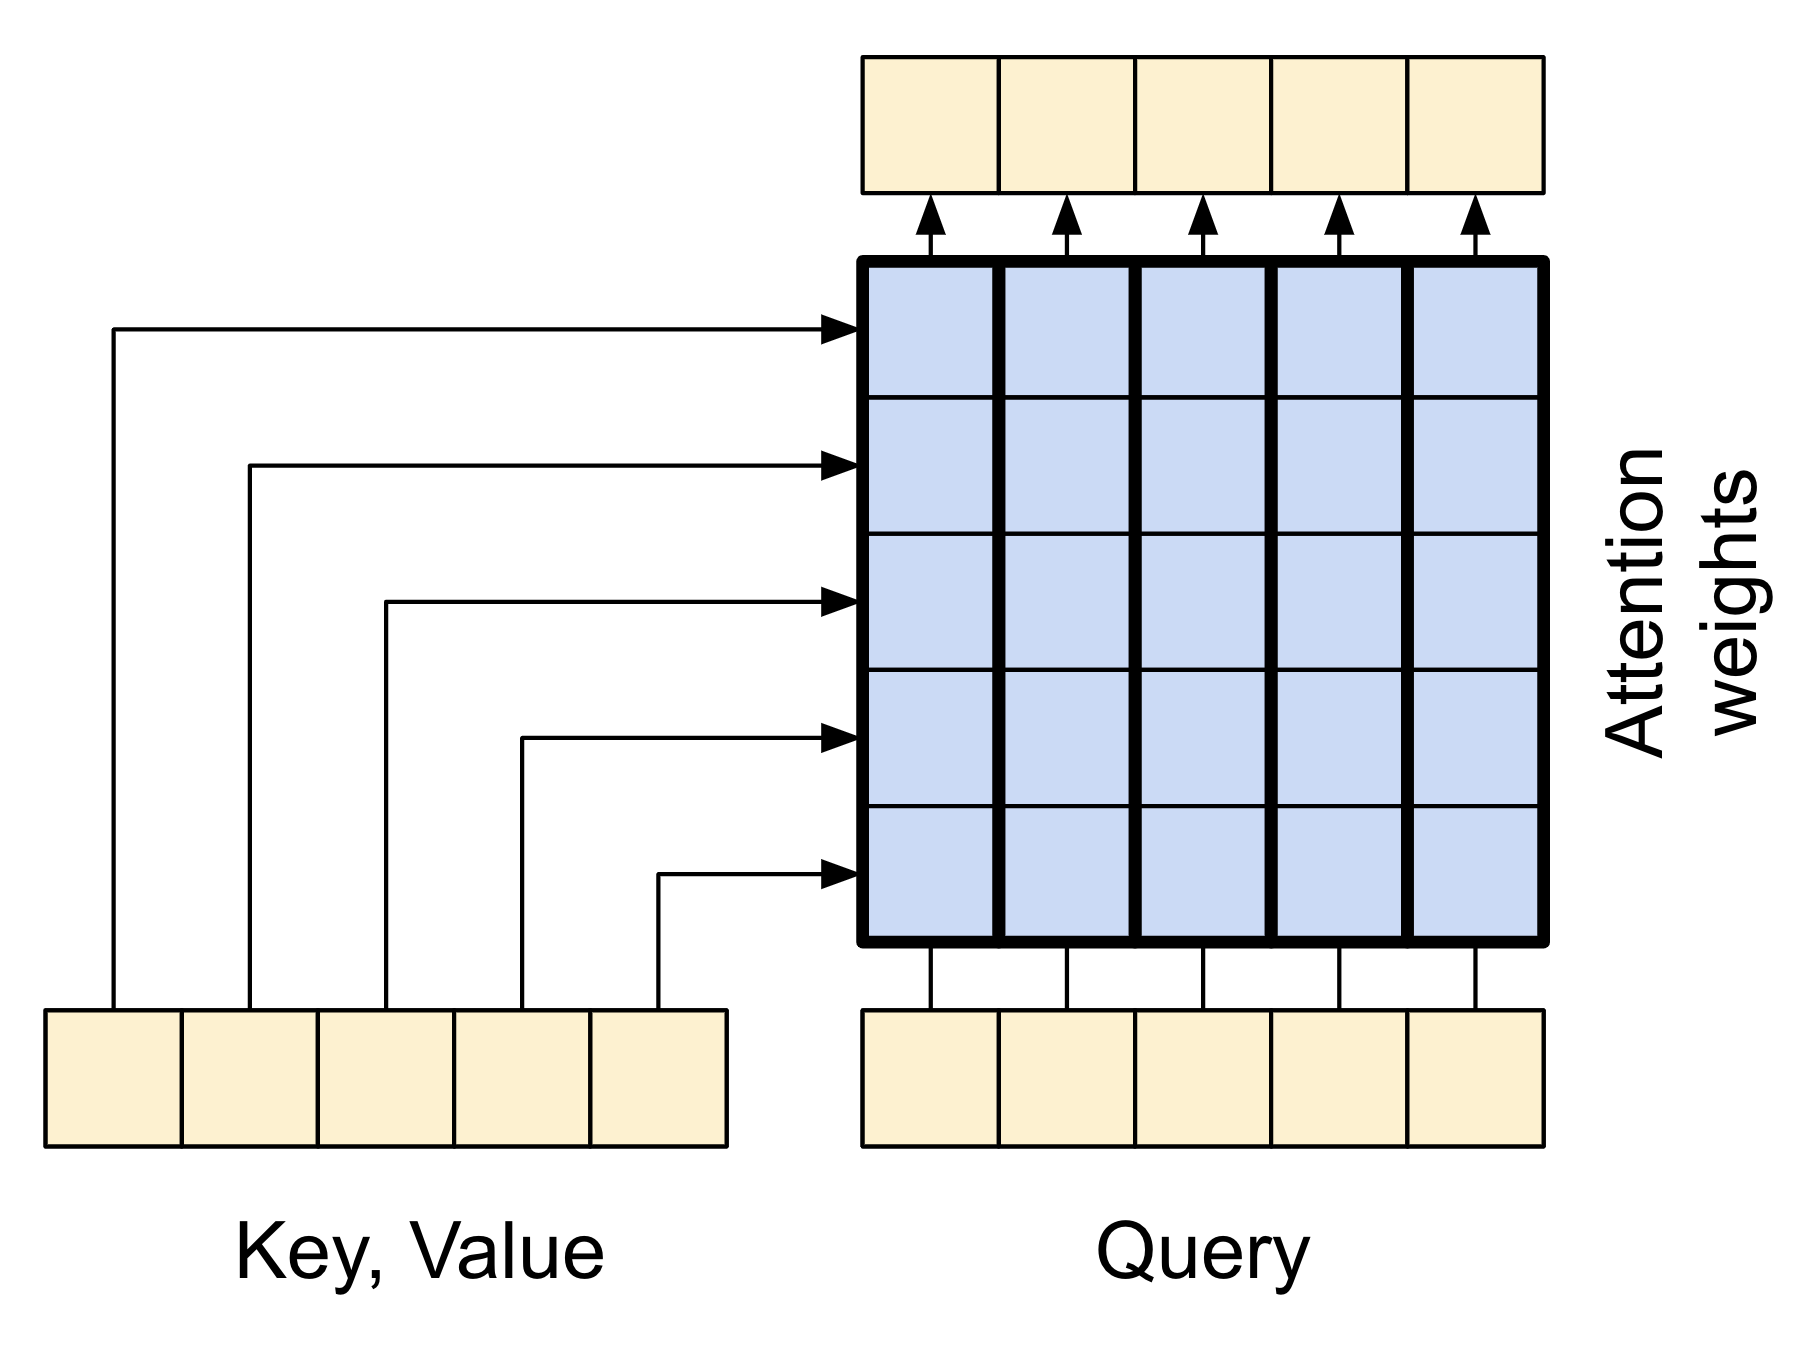 Attention
weights
Key, Value
Query